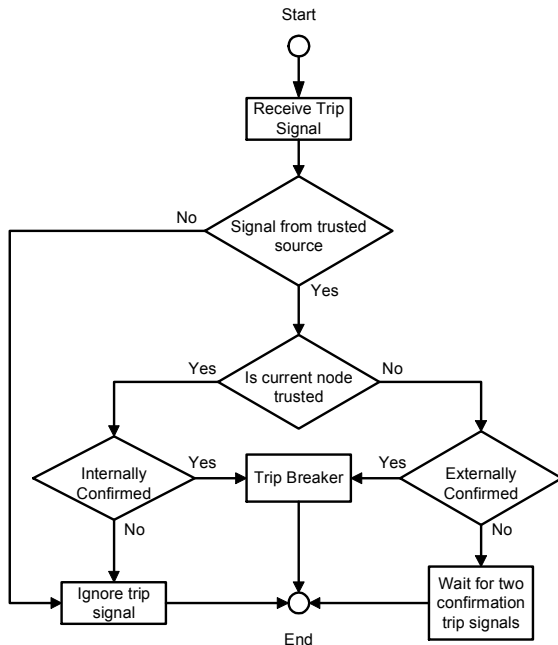 Start
Receive Trip
Signal
No
Signal from trusted
source
Yes
Yes
Is current node
trusted
No
Internally
Confirmed
Yes
Trip Breaker
Yes
Externally
Confirmed
No
No
Ignore trip
signal
Wait for two
confirmation
trip signals
End